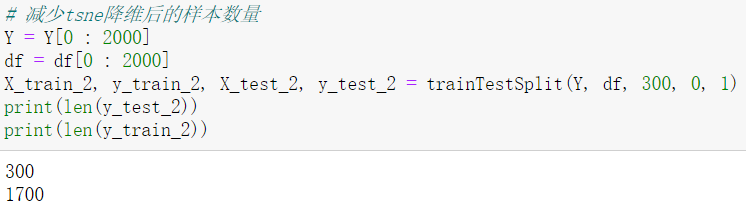 # 减少tsne降维后的样本数量
Y = Y[0 : 2000]
df = df[0 : 2000]
X_train_2, y_train_2, X_test_2, y_test_2 = trainTestSplit(Y, df, 300, 0, 1)
print(len(y_test_2))
print(len(y_train_2))
300
1700